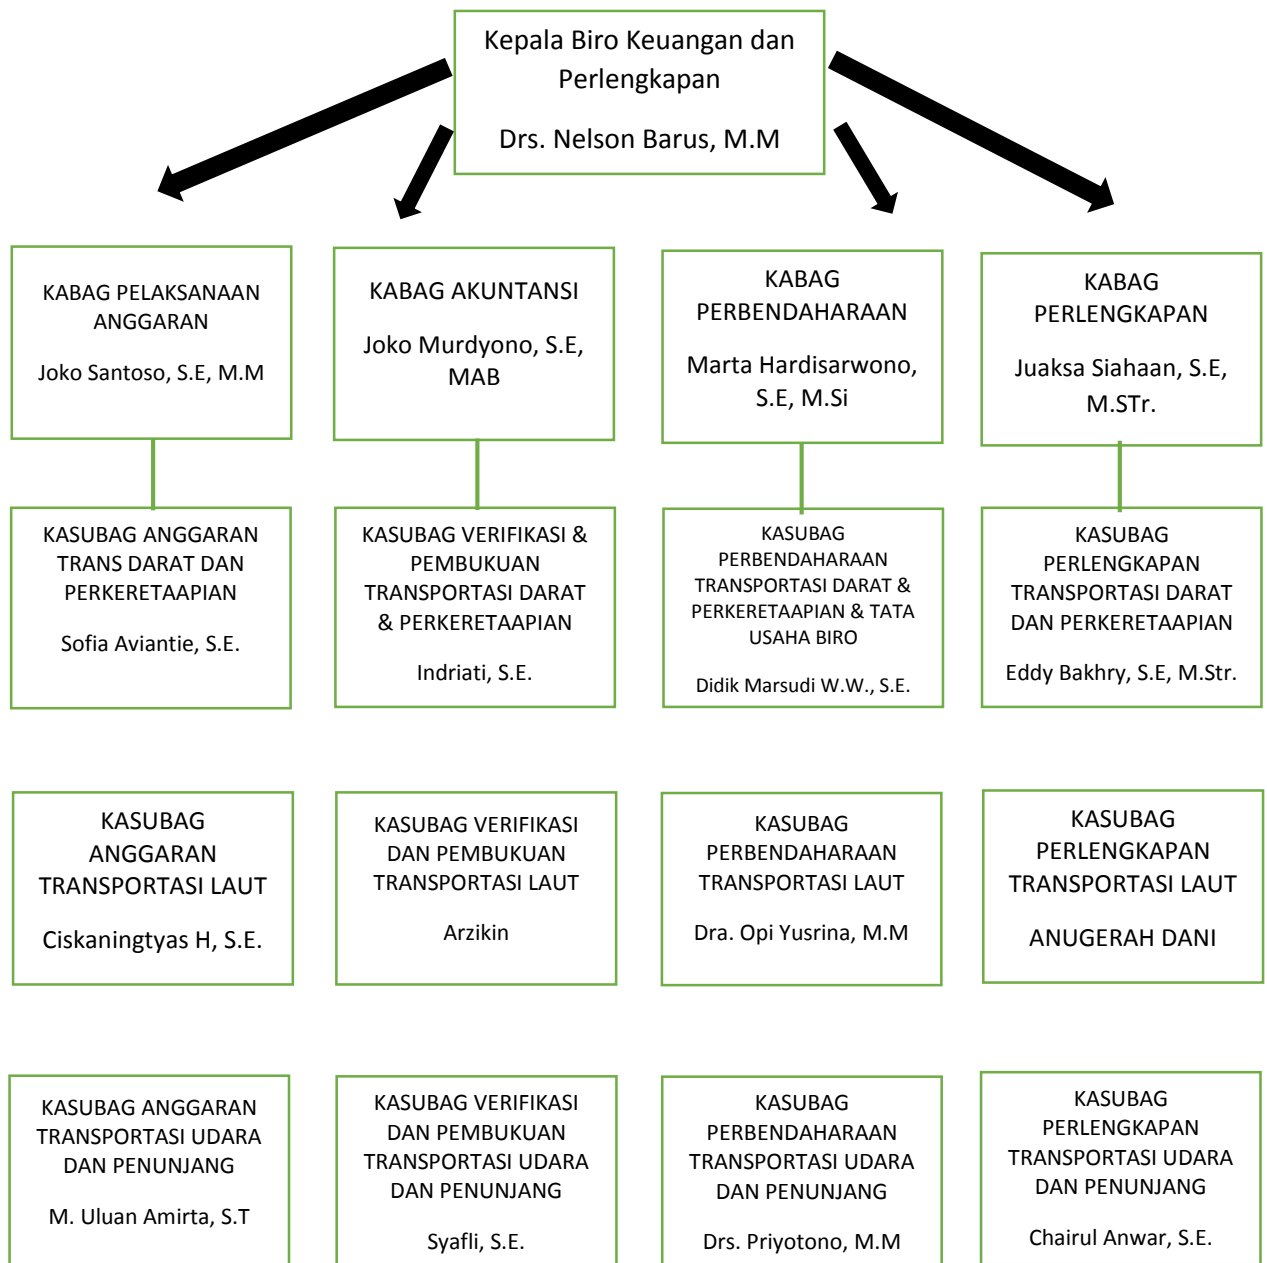 Kepala Biro Keuangan dan
Perlengkapan
Drs. Nelson Barus, M.M
KABAG PELAKSANAAN
ANGGARAN
Joko Santoso, S.E, M.M
KABAG AKUNTANSI
Joko Murdyono, S.E,
MAB
KABAG
PERBENDAHARAAN
Marta Hardisarwono,
S.E, M.Si
KABAG
PERLENGKAPAN
Juaksa Siahaan, S.E,
M.STr.
KASUBAG ANGGARAN
TRANS DARAT DAN
PERKERETAAPIAN
Sofia Aviantie, S.E.
KASUBAG VERIFIKASI &
PEMBUKUAN
TRANSPORTASI DARAT
& PERKERETAAPIAN
Indriati, S.E.
KASUBAG
PERBENDAHARAAN
TRANSPORTASI DARAT &
PERKERETAAPIAN & TATA
USAHA BIRO
Didik Marsudi W.W., S.E.
KASUBAG
PERLENGKAPAN
TRANSPORTASI DARAT
DAN PERKERETAAPIAN
Eddy Bakhry, S.E, M.Str.
KASUBAG
ANGGARAN
TRANSPORTASI LAUT
Ciskaningtyas H, S.E.
KASUBAG VERIFIKASI
DAN PEMBUKUAN
TRANSPORTASI LAUT
Arzikin
KASUBAG
PERBENDAHARAAN
TRANSPORTASI LAUT
Dra. Opi Yusrina, M.M
KASUBAG
PERLENGKAPAN
TRANSPORTASI LAUT
ANUGERAH DANI
KASUBAG ANGGARAN
TRANSPORTASI UDARA
DAN PENUNJANG
M. Uluan Amirta, S.T
KASUBAG VERIFIKASI
DAN PEMBUKUAN
TRANSPORTASI UDARA
DAN PENUNJANG
Syafli, S.E.
KASUBAG
PERBENDAHARAAN
TRANSPORTASI UDARA
DAN PENUNJANG
Drs. Priyotono, M.M
KASUBAG
PERLENGKAPAN
TRANSPORTASI UDARA
DAN PENUNJANG
Chairul Anwar, S.E.